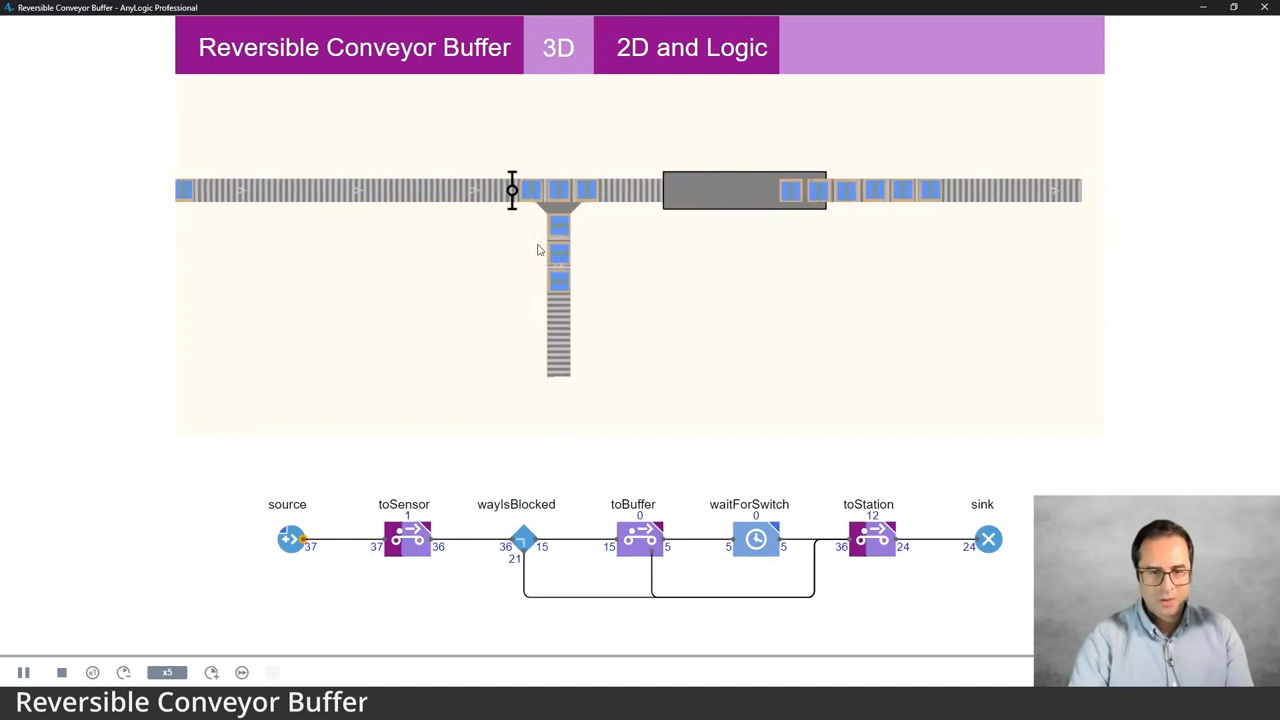 Reversible Conveyor Buffer - AnyLogic Professional
Reversible Conveyor Buffer 3D 2D and Logic
source toSensor wayIsBlocked toBuffer waitForSwitch toStation sink
1 0 0 12
37 37 36 36 15 15 5 5 5 36 24 24
21
x1 x5
Reversible Conveyor Buffer